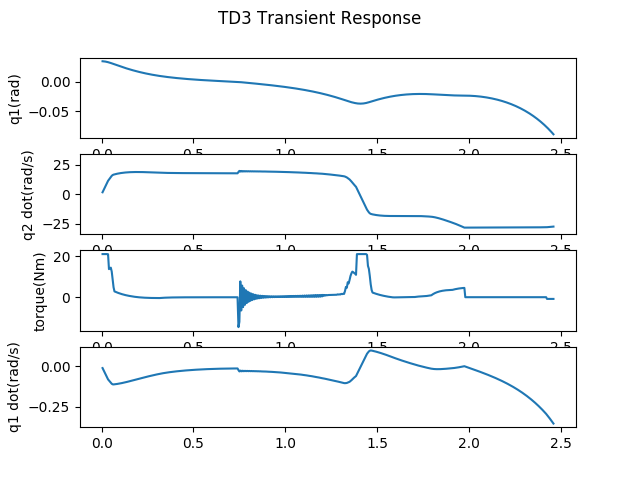 TD3 Transient Response
q1(rad)
0.00
−0.05
0.0 0.5 1.0 1.5 2.0 2.5
q2 dot(rad/s)
25
0
−25
0.0 0.5 1.0 1.5 2.0 2.5
torque(Nm)
20
0
0.0 0.5 1.0 1.5 2.0 2.5
q1 dot(rad/s)
0.00
−0.25
0.0 0.5 1.0 1.5 2.0 2.5